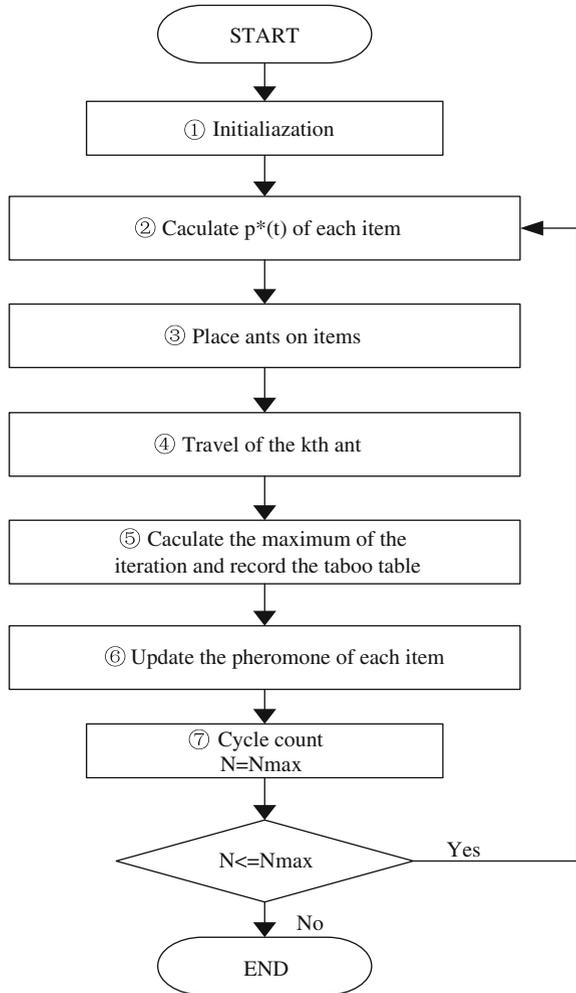 START
① Initialiazation
② Caculate p*(t) of each item
③ Place ants on items
④ Travel of the kth ant
⑤ Caculate the maximum of the
iteration and record the taboo table
⑥ Update the pheromone of each item
⑦ Cycle count
N=Nmax
N<=Nmax
Yes
No
END